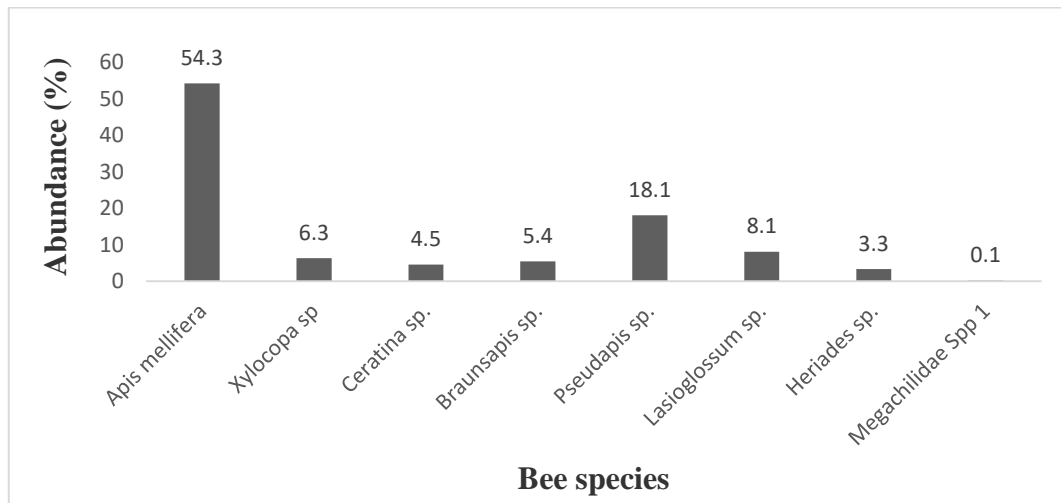 Abundance (%)
60
50
40
30
20
10
0
54.3
6.3
4.5
5.4
18.1
8.1
3.3
0.1
Apis mellifera
Xylocopa sp
Ceratina sp.
Braunsapis sp.
Pseudapis sp.
Lasioglossum sp.
Heriades sp.
Megachilidae Spp 1
Bee species